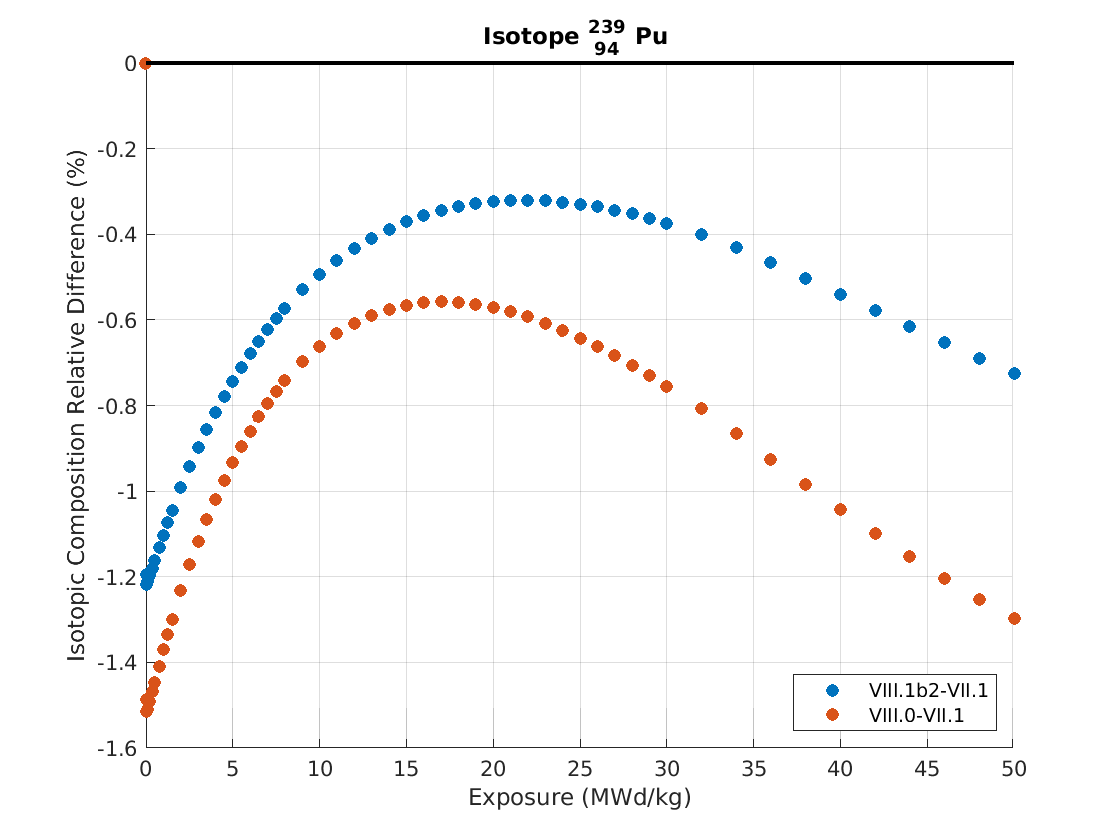 Isotope 239 94 Pu
0
-0.2
-0.4
-0.6
-0.8
-1
-1.2
-1.4
-1.6
Isotopic Composition Relative Difference (%)
VIII.1b2-VII.1
VIII.0-VII.1
0 5 10 15 20 25 30 35 40 45 50
Exposure (MWd/kg)